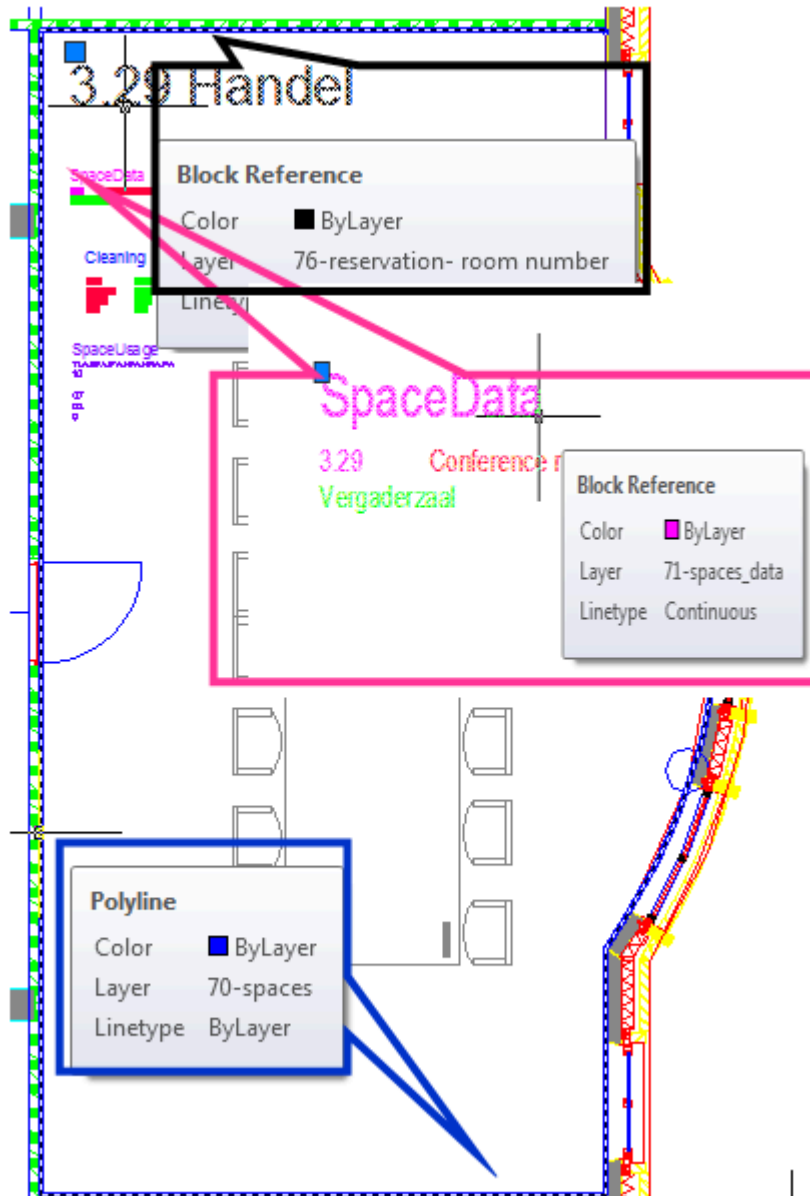 3.29 Handel
SpaceData
Block Reference
Color ByLayer
Layer 76-reservation- room number
Cleaning
SpaceUsage
SpaceData
3.29 Conference
Vergaderzaal
Block Reference
Color ByLayer
Layer 71-spaces_data
Linetype Continuous
Polyline
Color ByLayer
Layer 70-spaces
Linetype ByLayer